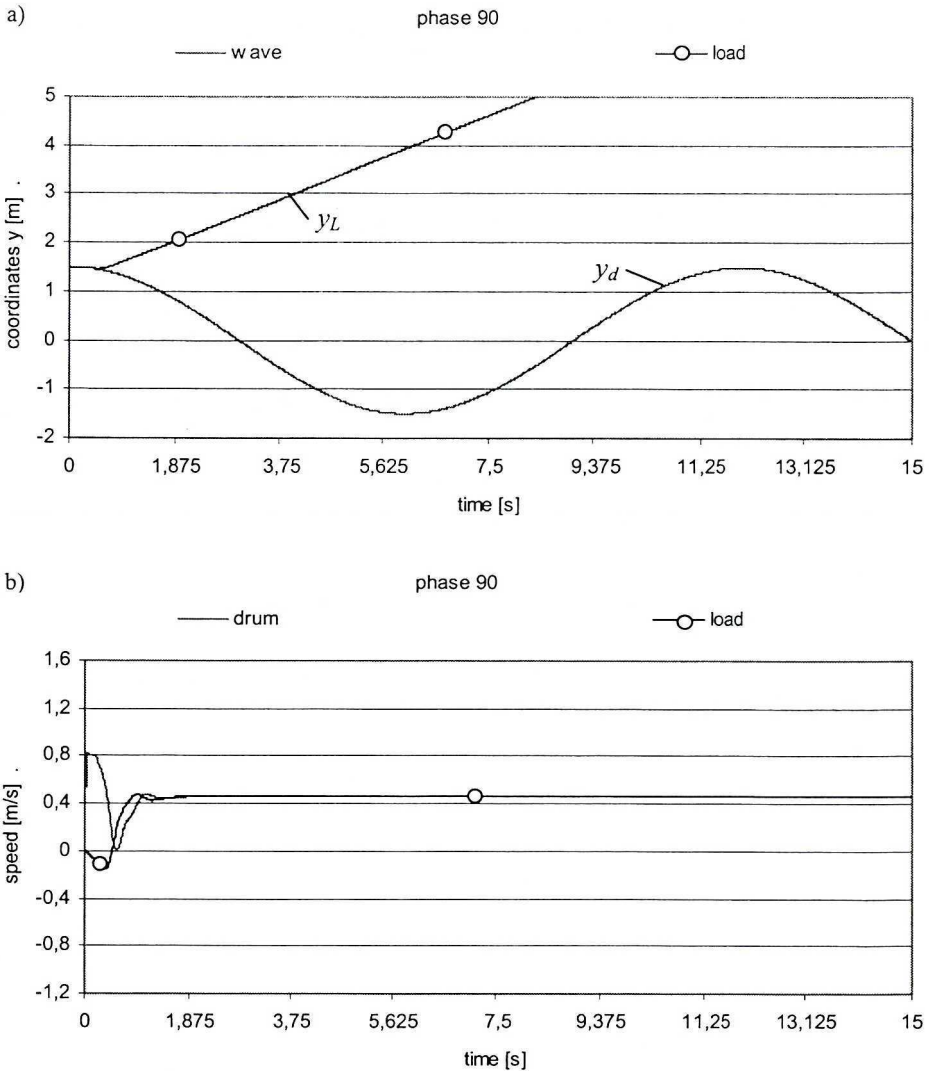 a)
phase 90
wave load
coordinates y [m] .
5
4
3
2
1
0
-1
-2
y_L
y_d
0 1,875 3,75 5,625 7,5 9,375 11,25 13,125 15
time [s]
b)
phase 90
drum load
speed [m/s] .
1,6
1,2
0,8
0,4
0
-0,4
-0,8
-1,2
0 1,875 3,75 5,625 7,5 9,375 11,25 13,125 15
time [s]